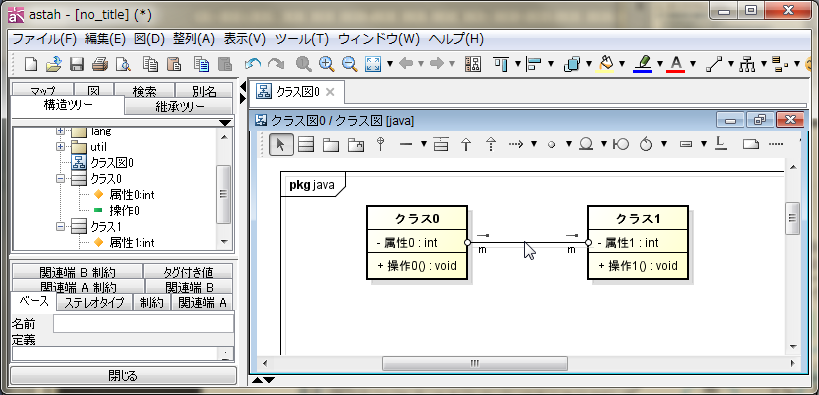 astah - [no_title] (*)
ファイル(F) 編集(E) 図(D) 整列(A) 表示(V) ツール(T) ウィンドウ(W) ヘルプ(H)
マップ 図 検索 別名
構造ツリー 継承ツリー
lang
util
クラス図0
クラス0
属性0:int
操作0
クラス1
属性1:int
関連端 B 制約 タグ付き値
関連端 A 制約 関連端 B
ベース ステレオタイプ 制約 関連端 A
名前
定義
閉じる
クラス図0
クラス図0 / クラス図 [java]
pkg java
クラス0
- 属性0 : int
+ 操作0() : void
m m
クラス1
- 属性1 : int
+ 操作1() : void